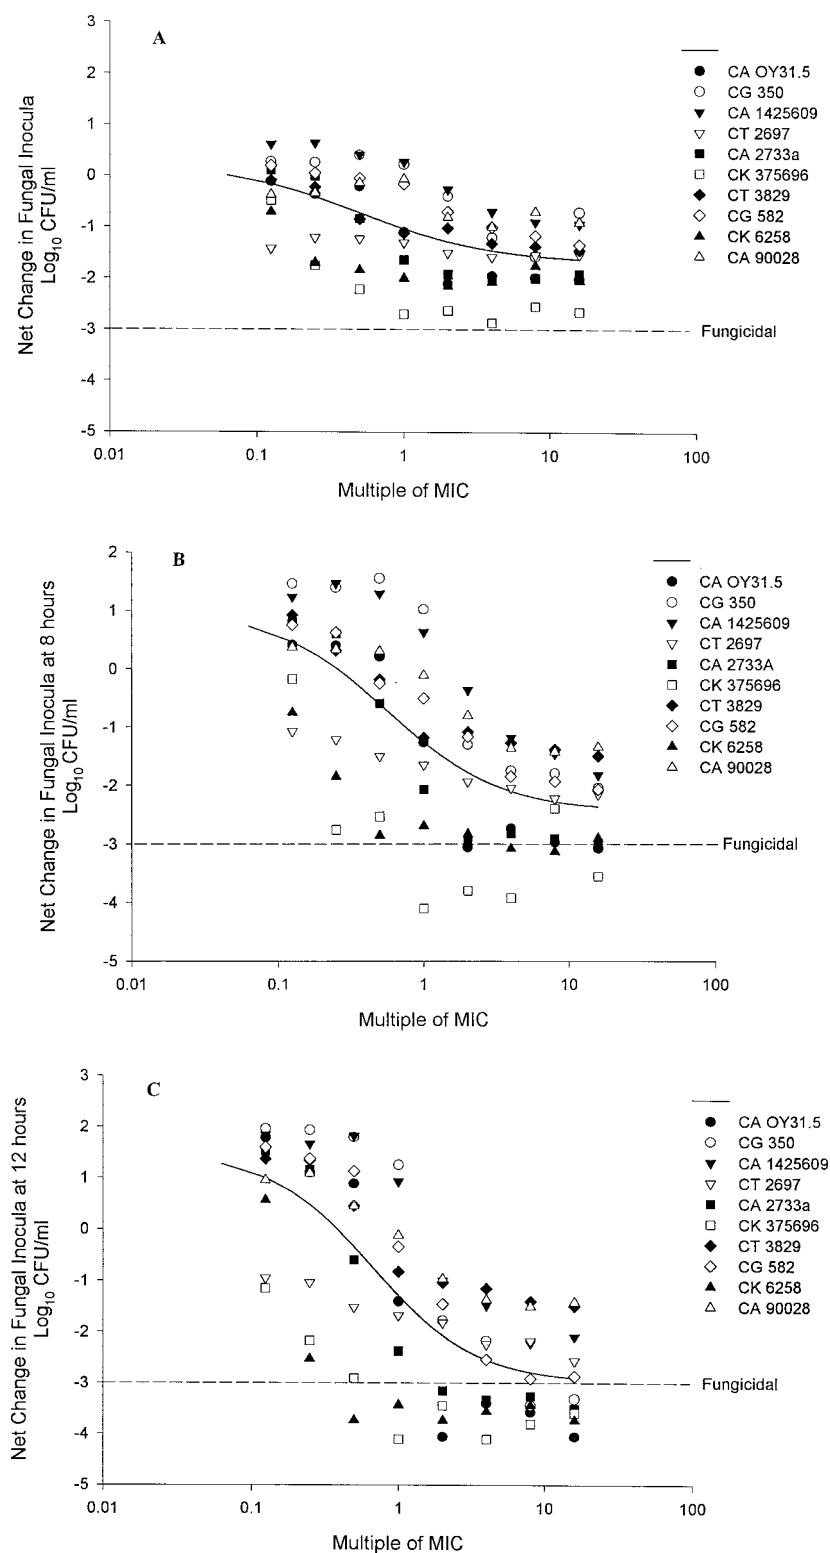 A
Net Change in Fungal Inocula
Log10 CFU/ml
3
2
1
0
-1
-2
-3
-4
-5
0.01
0.1
1
10
100
Multiple of MIC
Fungicidal
CA OY31.5
CG 350
CA 1425609
CT 2697
CA 2733a
CK 375696
CT 3829
CG 582
CK 6258
CA 90028
B
Net Change in Fungal Inocula at 8 hours
Log10 CFU/ml
2
1
0
-1
-2
-3
-4
-5
0.01
0.1
1
10
100
Multiple of MIC
Fungicidal
CA OY31.5
CG 350
CA 1425609
CT 2697
CA 2733A
CK 375696
CT 3829
CG 582
CK 6258
CA 90028
C
Net Change in Fungal Inocula at 12 hours
Log10 CFU/ml
3
2
1
0
-1
-2
-3
-4
-5
0.01
0.1
1
10
100
Multiple of MIC
Fungicidal
CA OY31.5
CG 350
CA 1425609
CT 2697
CA 2733a
CK 375696
CT 3829
CG 582
CK 6258
CA 90028